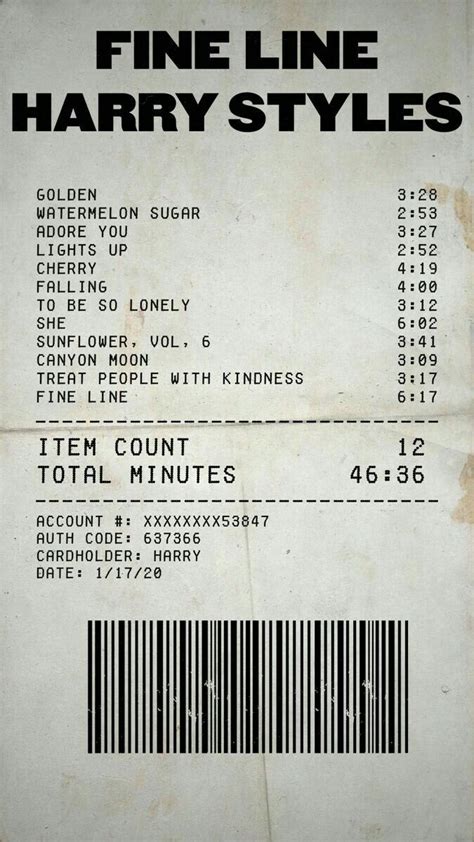 FINE LINE
HARRY STYLES
GOLDEN 3:28
WATERMELON SUGAR 2:53
ADORE YOU 3:27
LIGHTS UP 2:52
CHERRY 4:19
FALLING 4:00
TO BE SO LONELY 3:12
SHE 6:02
SUNFLOWER, VOL, 6 3:41
CANYON MOON 3:09
TREAT PEOPLE WITH KINDNESS 3:17
FINE LINE 6:17
ITEM COUNT 12
TOTAL MINUTES 46:36
ACCOUNT #: XXXXXXXX53847
AUTH CODE: 637366
CARDHOLDER: HARRY
DATE: 1/17/20